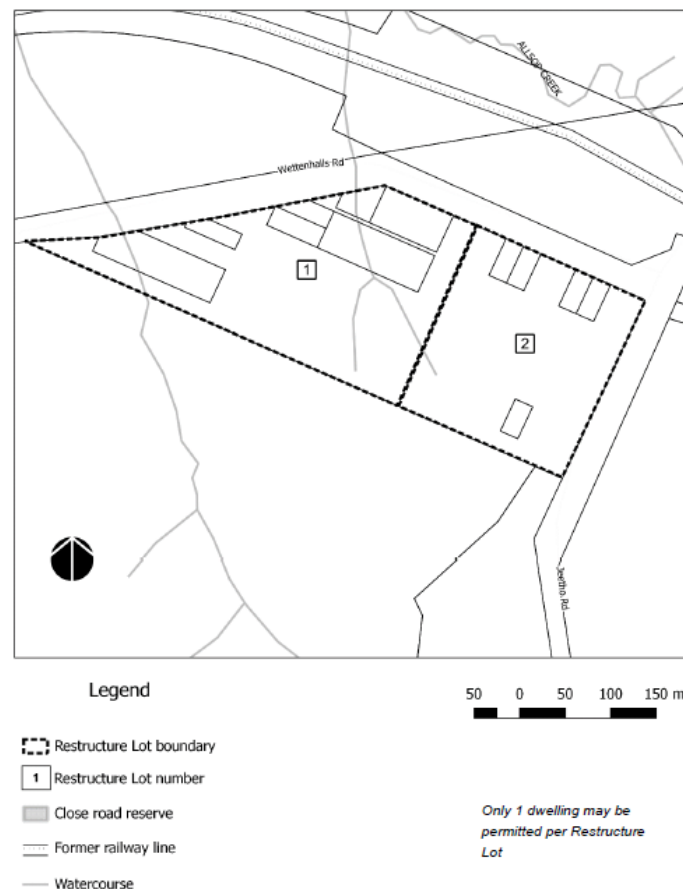 ALLSOP CREEK
Wettenhalls Rd
1
2
Jeetho Rd
Legend
50 0 50 100 150 m
Restructure Lot boundary
1 Restructure Lot number
Close road reserve
Former railway line
Watercourse
Only 1 dwelling may be
permitted per Restructure
Lot